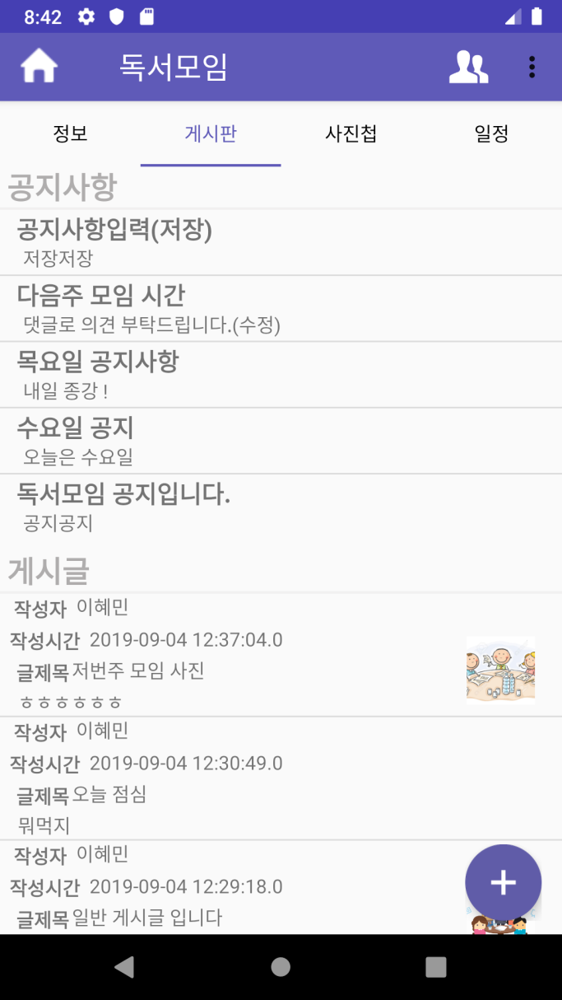 8:42
독서모임
정보 게시판 사진첩 일정
공지사항
공지사항입력(저장)
저장저장
다음주 모임 시간
댓글로 의견 부탁드립니다.(수정)
목요일 공지사항
내일 종강 !
수요일 공지
오늘은 수요일
독서모임 공지입니다.
공지공지
게시글
작성자 이혜민
작성시간 2019-09-04 12:37:04.0
글제목 저번주 모임 사진
ㅎㅎㅎㅎㅎㅎ
작성자 이혜민
작성시간 2019-09-04 12:30:49.0
글제목 오늘 점심
뭐먹지
작성자 이혜민
작성시간 2019-09-04 12:29:18.0
글제목 일반 게시글 입니다